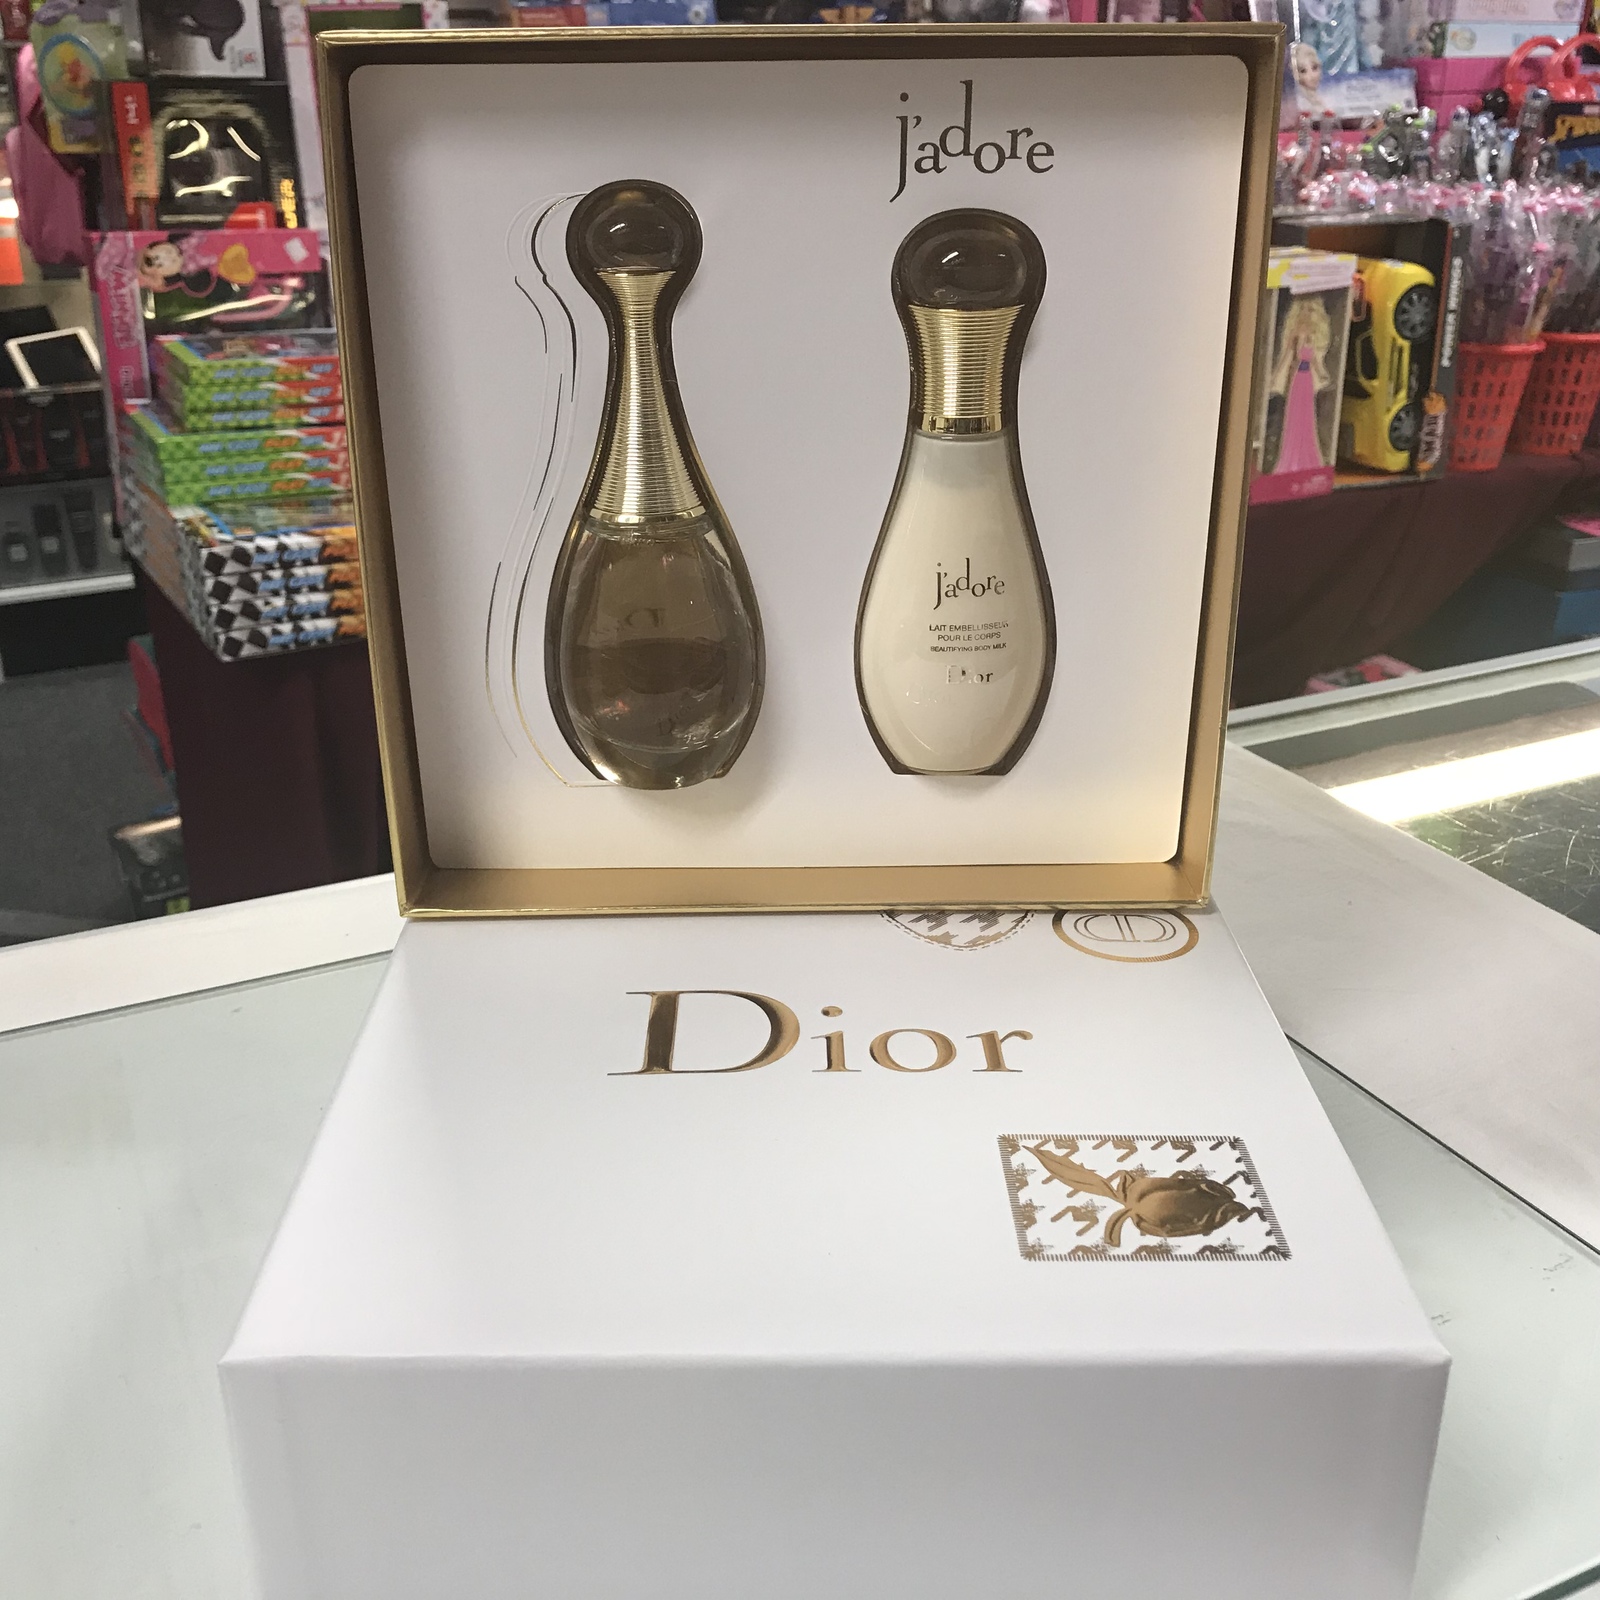 j'adore
j'adore
LAIT EMBELLISSEUR
POUR LE CORPS
BEAUTIFYING BODY MILK
Dior
Dior